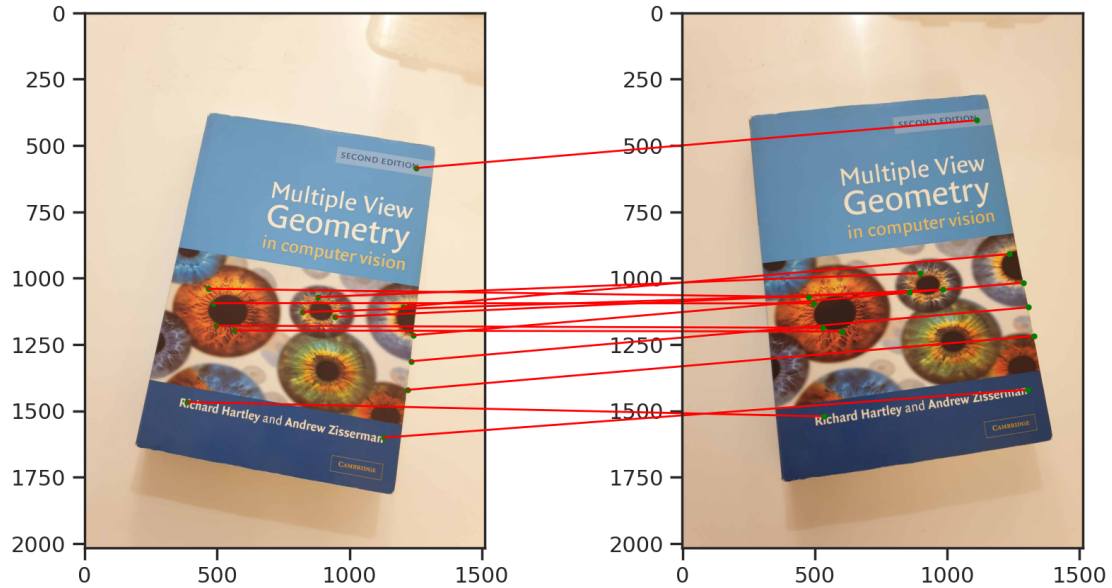 0
250
500
750
1000
1250
1500
1750
2000
0 500 1000 1500
SECOND EDITION
Multiple View
Geometry
in computer vision
Richard Hartley and Andrew Zisserman
CAMBRIDGE
0
250
500
750
1000
1250
1500
1750
2000
0 500 1000 1500
SECOND EDITION
Multiple View
Geometry
in computer vision
Richard Hartley and Andrew Zisserman
CAMBRIDGE